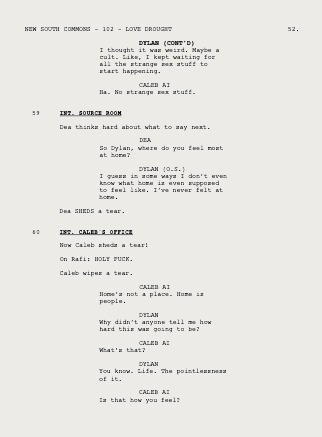 NEW SOUTH COMMONS - 102 - LOVE DROUGHT 52.
DYLAN (CONT'D)
I thought it was weird. Maybe a
cult. Like, I kept waiting for
all the strange sex stuff to
start happening.
CALEB AI
Ha. No strange sex stuff.
59 INT. SOURCE ROOM
Dea thinks hard about what to say next.
DEA
So Dylan, where do you feel most
at home?
DYLAN (O.S.)
I guess in some ways I don't even
know what home is even supposed
to feel like. I've never felt at
home.
Dea SHEDS a tear.
60 INT. CALEB'S OFFICE
Now Caleb sheds a tear!
On Rafi: HOLY FUCK.
Caleb wipes a tear.
CALEB AI
Home's not a place. Home is
people.
DYLAN
Why didn't anyone tell me how
hard this was going to be?
CALEB AI
What's that?
DYLAN
You know. Life. The pointlessness
of it.
CALEB AI
Is that how you feel?